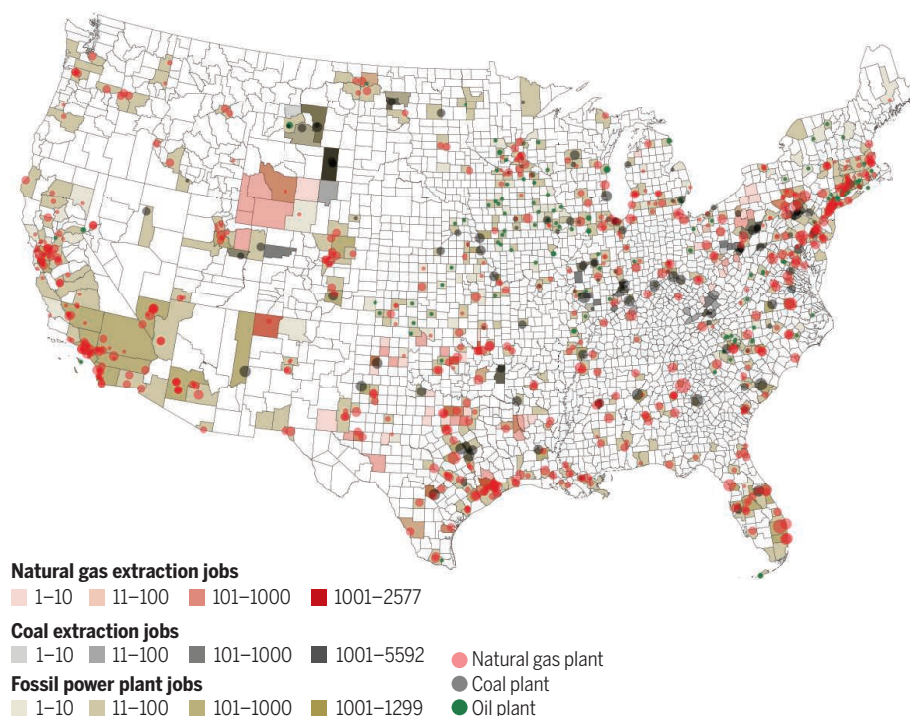 Natural gas extraction jobs
1–10 11–100 101–1000 1001–2577
Coal extraction jobs
1–10 11–100 101–1000 1001–5592
Fossil power plant jobs
1–10 11–100 101–1000 1001–1299
Natural gas plant
Coal plant
Oil plant